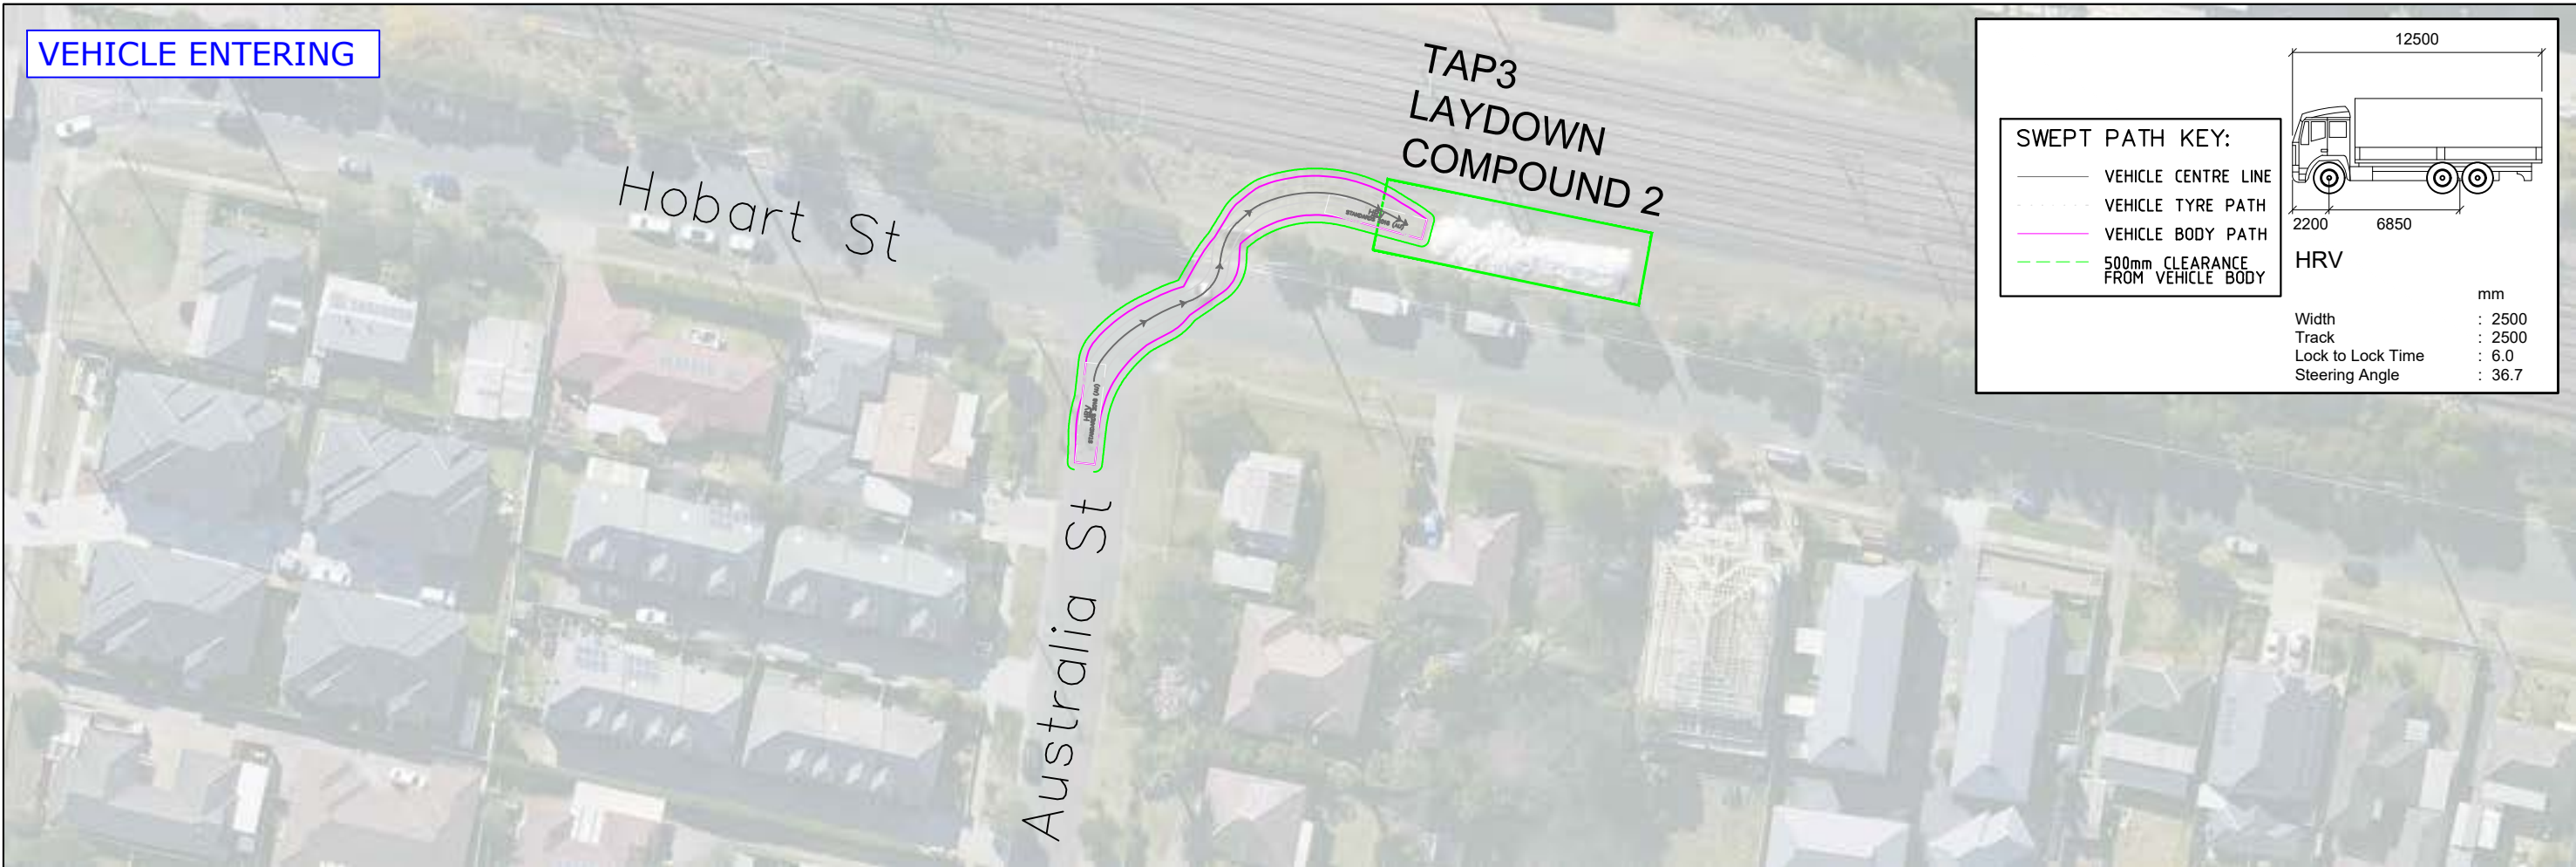 VEHICLE ENTERING
TAP3
LAYDOWN
COMPOUND 2
Hobart St
Australia St
HRV
HRV
SWEPT PATH KEY:
VEHICLE CENTRE LINE
VEHICLE TYRE PATH
VEHICLE BODY PATH
500mm CLEARANCE
FROM VEHICLE BODY
12500
2200 6850
HRV
mm
Width : 2500
Track : 2500
Lock to Lock Time : 6.0
Steering Angle : 36.7